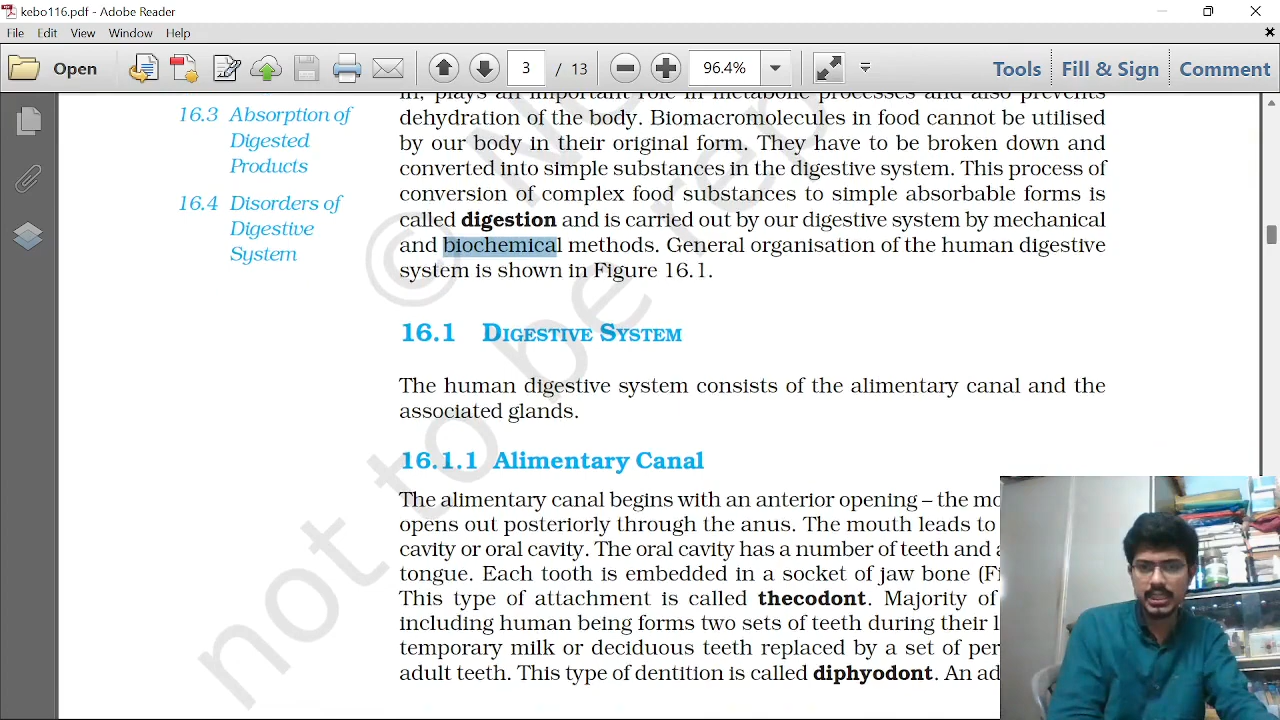 kebo116.pdf - Adobe Reader
File Edit View Window Help
Open 3 / 13 96.4% Tools Fill & Sign Comment
in, plays an important role in metabolic processes and also prevents
16.3 Absorption of
Digested
Products
16.4 Disorders of
Digestive
System
dehydration of the body. Biomacromolecules in food cannot be utilised
by our body in their original form. They have to be broken down and
converted into simple substances in the digestive system. This process of
conversion of complex food substances to simple absorbable forms is
called digestion and is carried out by our digestive system by mechanical
and biochemical methods. General organisation of the human digestive
system is shown in Figure 16.1.
16.1 DIGESTIVE SYSTEM
The human digestive system consists of the alimentary canal and the
associated glands.
16.1.1 Alimentary Canal
The alimentary canal begins with an anterior opening – the mo
opens out posteriorly through the anus. The mouth leads to
cavity or oral cavity. The oral cavity has a number of teeth and
tongue. Each tooth is embedded in a socket of jaw bone (Fi
This type of attachment is called thecodont. Majority of
including human being forms two sets of teeth during their l
temporary milk or deciduous teeth replaced by a set of per
adult teeth. This type of dentition is called diphyodont. An ad
© N
not to be rep